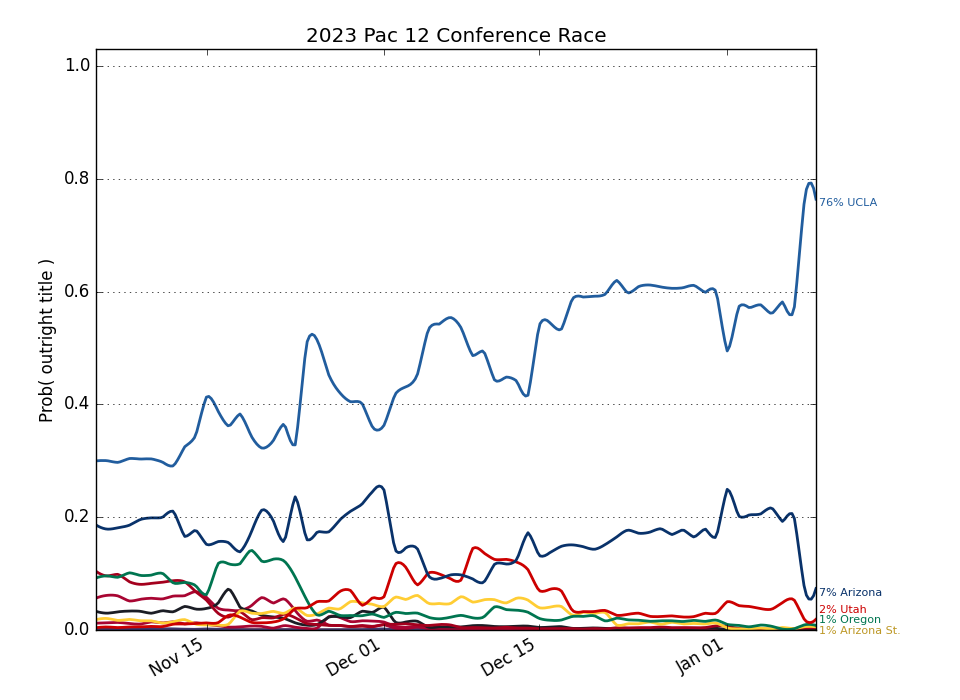 2023 Pac 12 Conference Race
Prob( outright title )
1.0
0.8
0.6
0.4
0.2
0.0
Nov 15
Dec 01
Dec 15
Jan 01
76% UCLA
7% Arizona
2% Utah
1% Oregon
1% Arizona St.